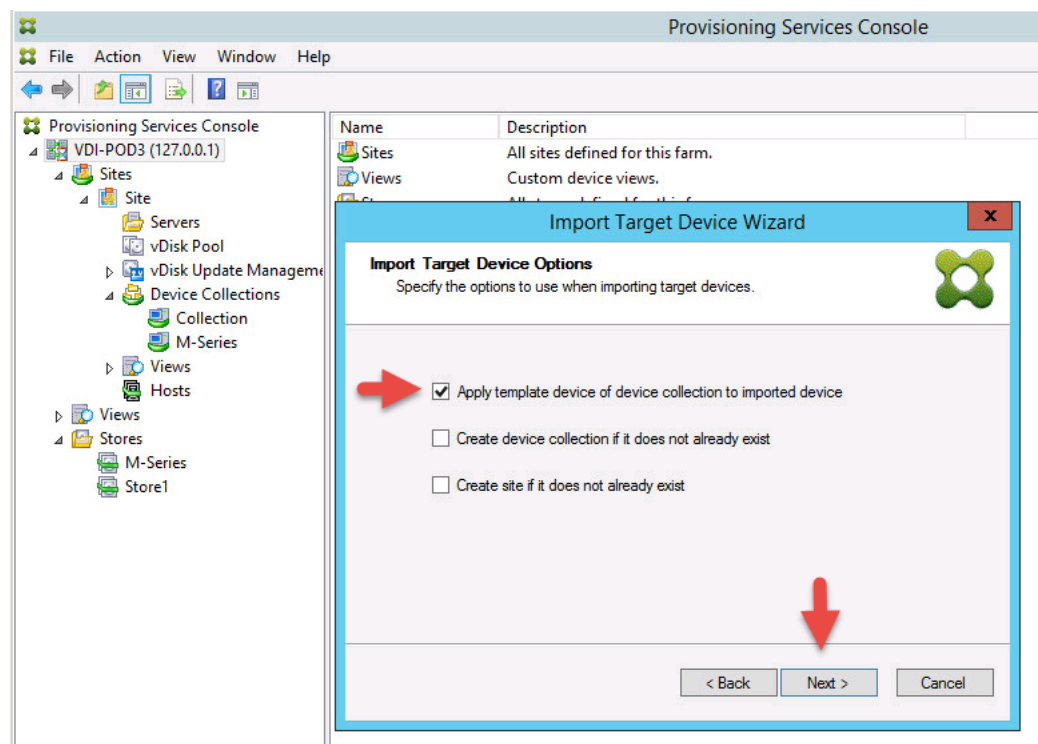 Provisioning Services Console
File Action View Window Help
Provisioning Services Console
VDI-POD3 (127.0.0.1)
Sites
Site
Servers
vDisk Pool
vDisk Update Manageme
Device Collections
Collection
M-Series
Views
Hosts
Views
Stores
M-Series
Store1
Name Description
Sites All sites defined for this farm.
Views Custom device views.
Import Target Device Wizard
x
Import Target Device Options
Specify the options to use when importing target devices.
Apply template device of device collection to imported device
Create device collection if it does not already exist
Create site if it does not already exist
< Back Next > Cancel